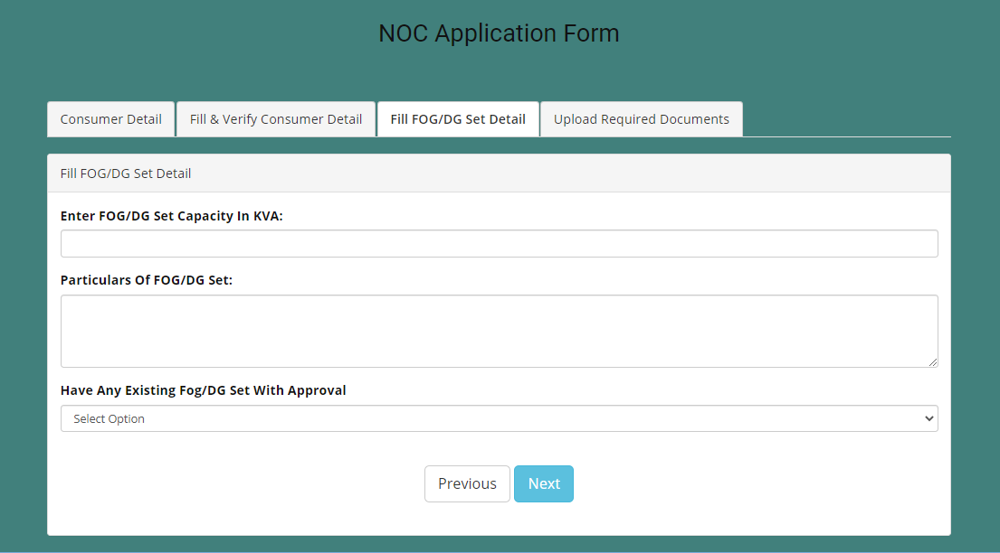 NOC Application Form
Consumer Detail Fill & Verify Consumer Detail Fill FOG/DG Set Detail Upload Required Documents
Fill FOG/DG Set Detail
Enter FOG/DG Set Capacity In KVA:
Particulars Of FOG/DG Set:
Have Any Existing Fog/DG Set With Approval
Select Option
Previous Next